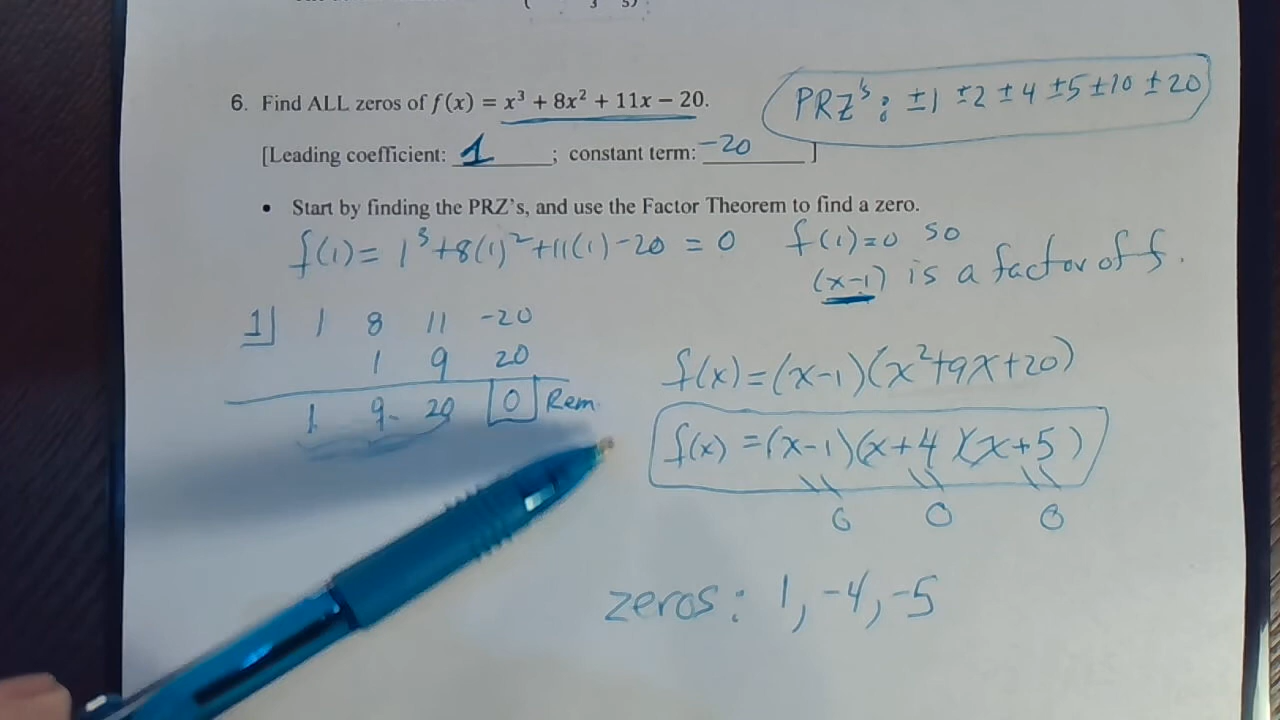 6. Find ALL zeros of f(x) = x³ + 8x² + 11x − 20.
PRZ's: ±1 ±2 ±4 ±5 ±10 ±20
[Leading coefficient: 1 ; constant term: −20 ]
• Start by finding the PRZ's, and use the Factor Theorem to find a zero.
f(1) = 1³ + 8(1)² + 11(1) − 20 = 0
f(1)=0 so
(x−1) is a factor of f.
1⌋ 1 8 11 −20
1 9 20
1 9 20 0 Rem.
f(x)=(x−1)(x²+9x+20)
f(x) =(x−1)(x+4)(x+5)
0 0 0
zeros: 1, −4, −5